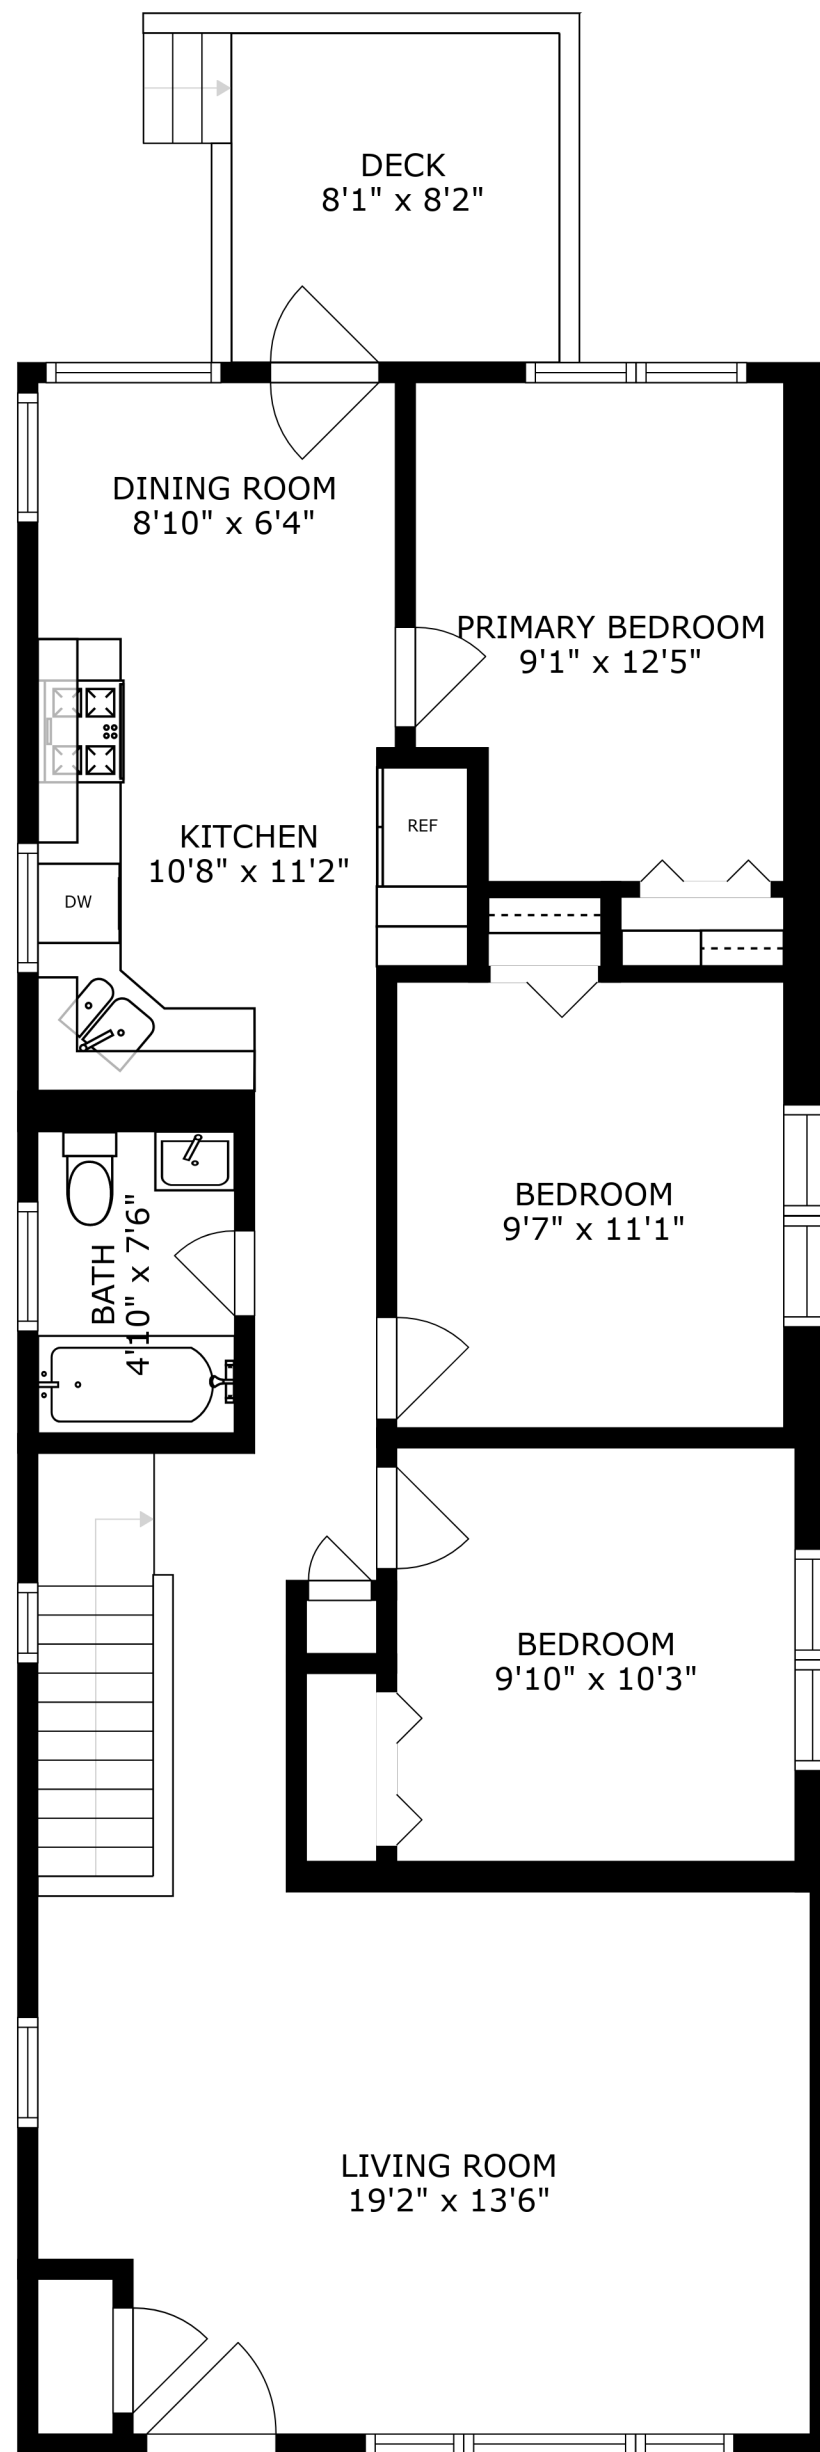 DECK
8'1" x 8'2"
DINING ROOM
8'10" x 6'4"
PRIMARY BEDROOM
9'1" x 12'5"
KITCHEN
10'8" x 11'2"
REF
DW
BEDROOM
9'7" x 11'1"
BATH
4'10" x 7'6"
BEDROOM
9'10" x 10'3"
LIVING ROOM
19'2" x 13'6"